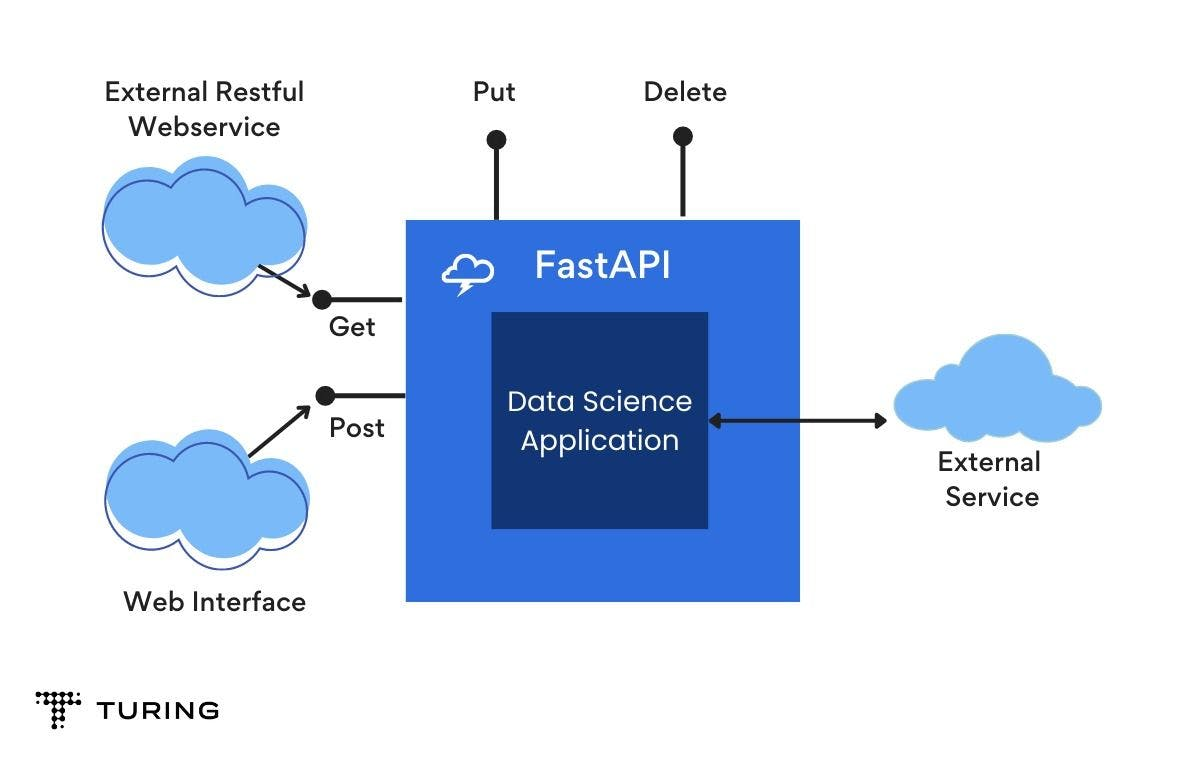 External Restful
Webservice
Put
Delete
FastAPI
Get
Data Science
Application
Post
External
Service
Web Interface
TURING